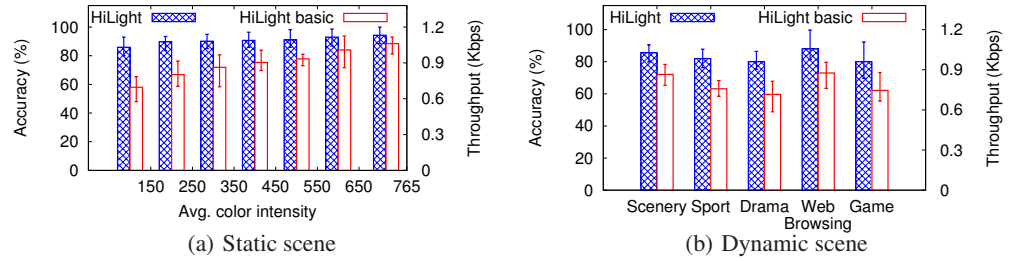 HiLight HiLight basic
Accuracy (%)
100
80
60
40
20
0
150 250 350 450 550 650 765
Avg. color intensity
1.2
0.9
0.6
0.3
0
Throughput (Kbps)
(a) Static scene
HiLight HiLight basic
Accuracy (%)
100
80
60
40
20
0
Scenery Sport Drama Web Game
Browsing
1.2
0.9
0.6
0.3
0
Throughput (Kbps)
(b) Dynamic scene